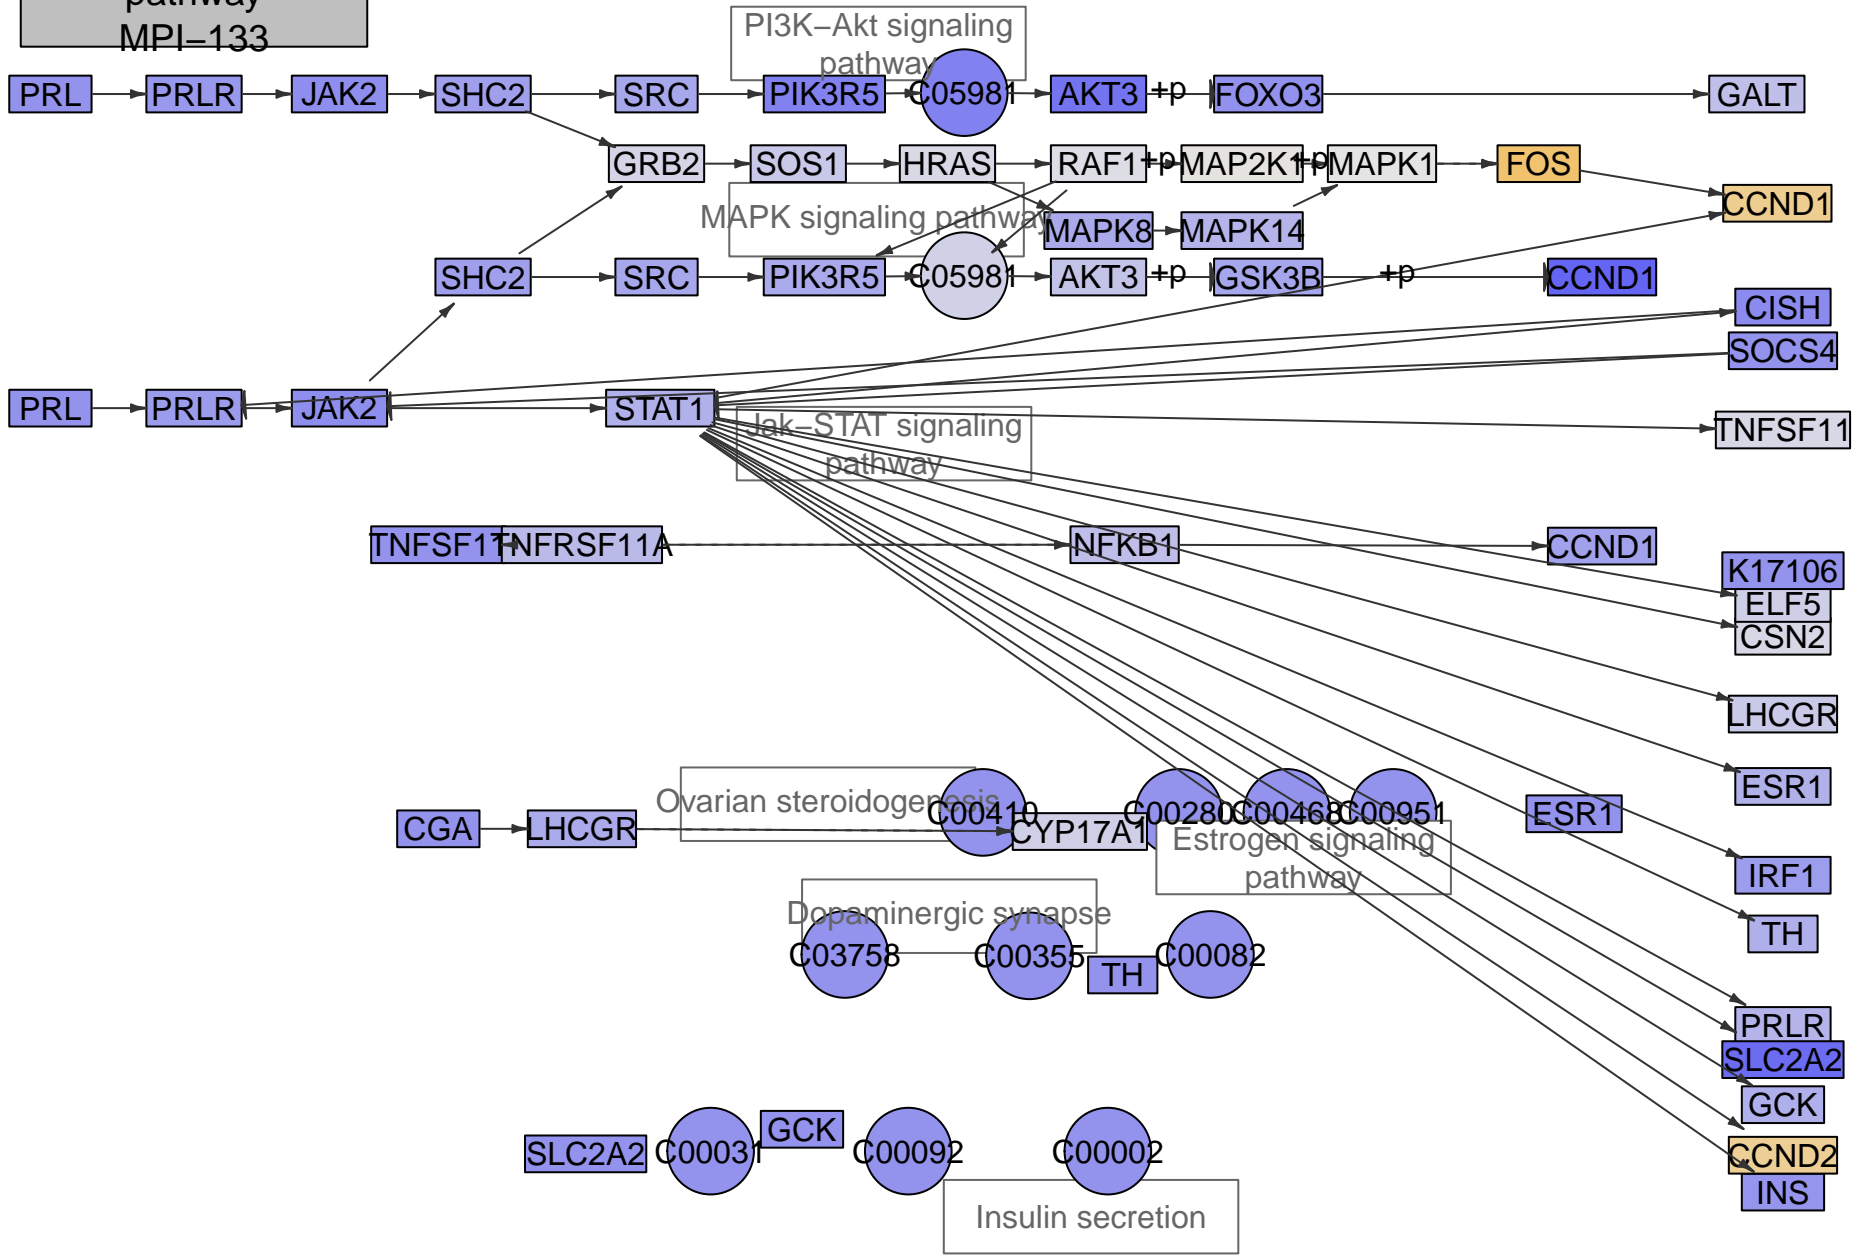 pathway
MPI–133
PI3K–Akt signaling
pathway
PRL
PRLR
JAK2
SHC2
SRC
PIK3R5
C05981
AKT3
+p
FOXO3
GALT
GRB2
SOS1
HRAS
RAF1
+p
MAP2K1
+p
MAPK1
FOS
CCND1
MAPK signaling pathway
MAPK8
MAPK14
SHC2
SRC
PIK3R5
C05981
AKT3
+p
GSK3B
+p
CCND1
CISH
SOCS4
PRL
PRLR
JAK2
STAT1
Jak–STAT signaling
pathway
TNFSF11
TNFSF11
TNFRSF11A
NFKB1
CCND1
K17106
ELF5
CSN2
LHCGR
ESR1
Ovarian steroidogenesis
C00410
C00280
C00468
C00951
ESR1
CGA
LHCGR
CYP17A1
Estrogen signaling
pathway
IRF1
Dopaminergic synapse
TH
C03758
C00355
TH
C00082
PRLR
SLC2A2
GCK
SLC2A2
C00031
GCK
C00092
C00002
CCND2
INS
Insulin secretion